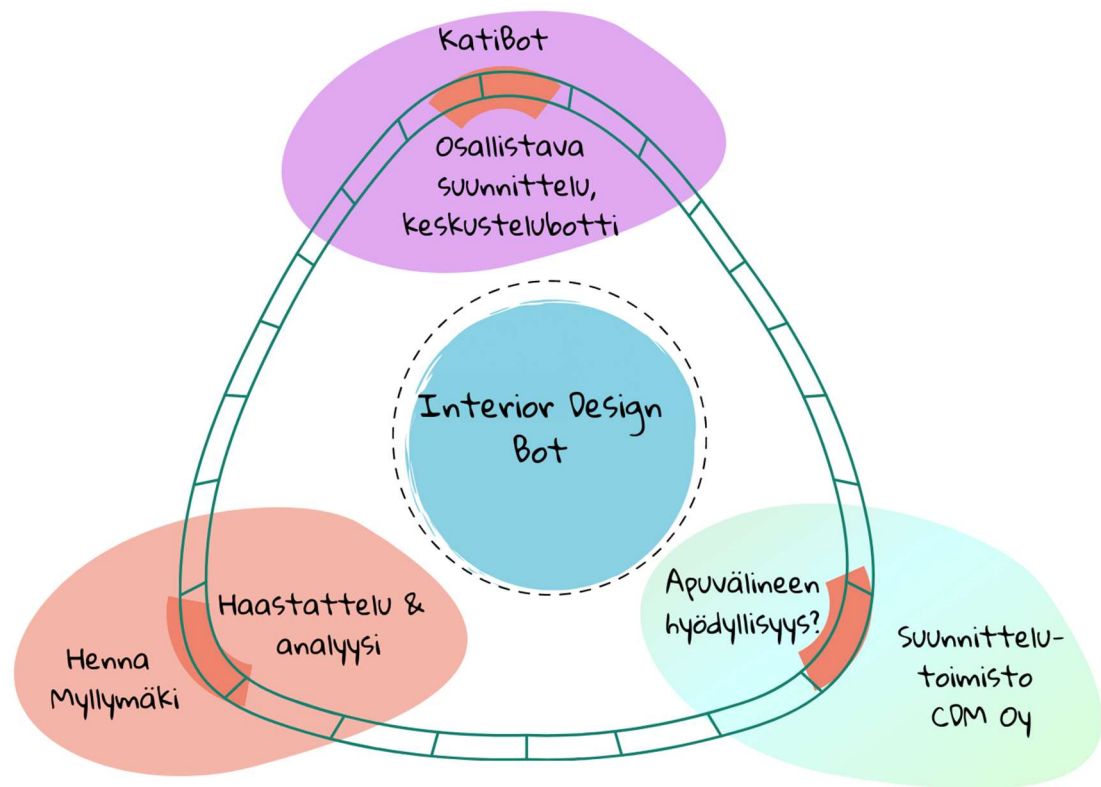 KatiBot
Osallistava
suunnittelu,
keskustelubotti
Interior Design
Bot
Haastattelu &
analyysi
Henna
Myllymäki
Apuvälineen
hyödyllisyys?
Suunnittelu-
toimisto
CDM Oy